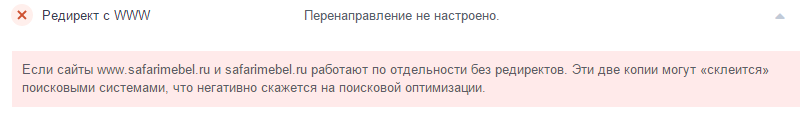 Редирект с WWW Перенаправление не настроено.
Если сайты www.safarimebel.ru и safarimebel.ru работают по отдельности без редиректов. Эти две копии могут «склеится»
поисковыми системами, что негативно скажется на поисковой оптимизации.